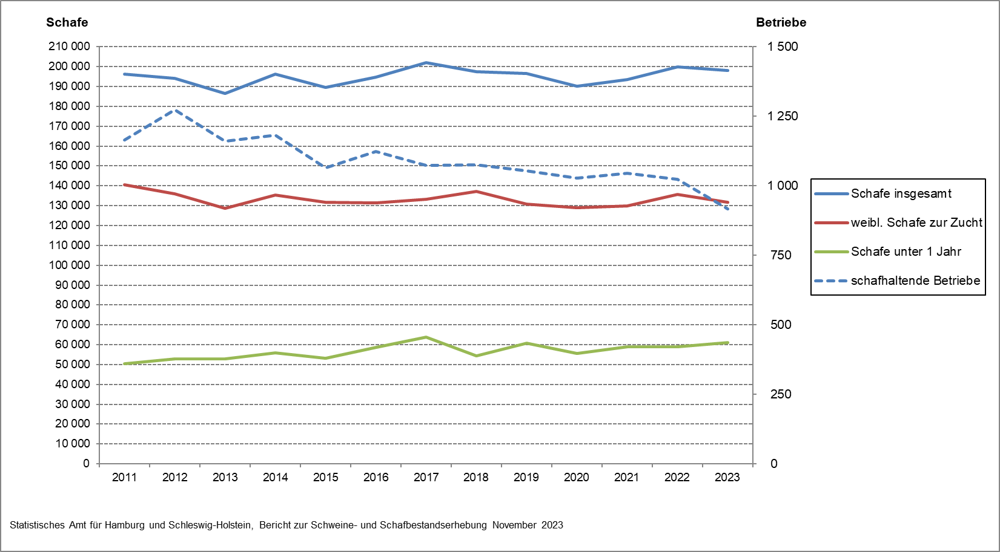 Schafe Betriebe
210 000 1 500
200 000
190 000
180 000
1 250
170 000
160 000
150 000
140 000 1 000
130 000
120 000
110 000
750
100 000
90 000
80 000
70 000 500
60 000
50 000
40 000
250
30 000
20 000
10 000
0 0
2011 2012 2013 2014 2015 2016 2017 2018 2019 2020 2021 2022 2023
Schafe insgesamt
weibl. Schafe zur Zucht
Schafe unter 1 Jahr
schafhaltende Betriebe
Statistisches Amt für Hamburg und Schleswig-Holstein, Bericht zur Schweine- und Schafbestandserhebung November 2023